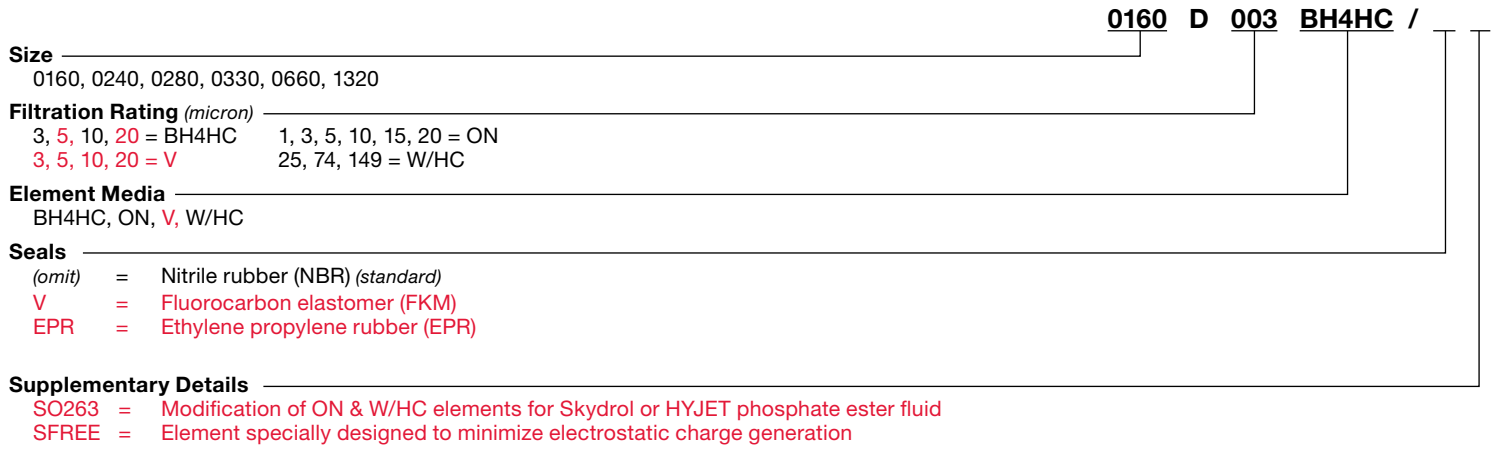 0160 D 003 BH4HC /
Size
0160, 0240, 0280, 0330, 0660, 1320
Filtration Rating (micron)
3, 5, 10, 20 = BH4HC 1, 3, 5, 10, 15, 20 = ON
3, 5, 10, 20 = V 25, 74, 149 = W/HC
Element Media
BH4HC, ON, V, W/HC
Seals
(omit) = Nitrile rubber (NBR) (standard)
V = Fluorocarbon elastomer (FKM)
EPR = Ethylene propylene rubber (EPR)
Supplementary Details
SO263 = Modification of ON & W/HC elements for Skydrol or HYJET phosphate ester fluid
SFREE = Element specially designed to minimize electrostatic charge generation